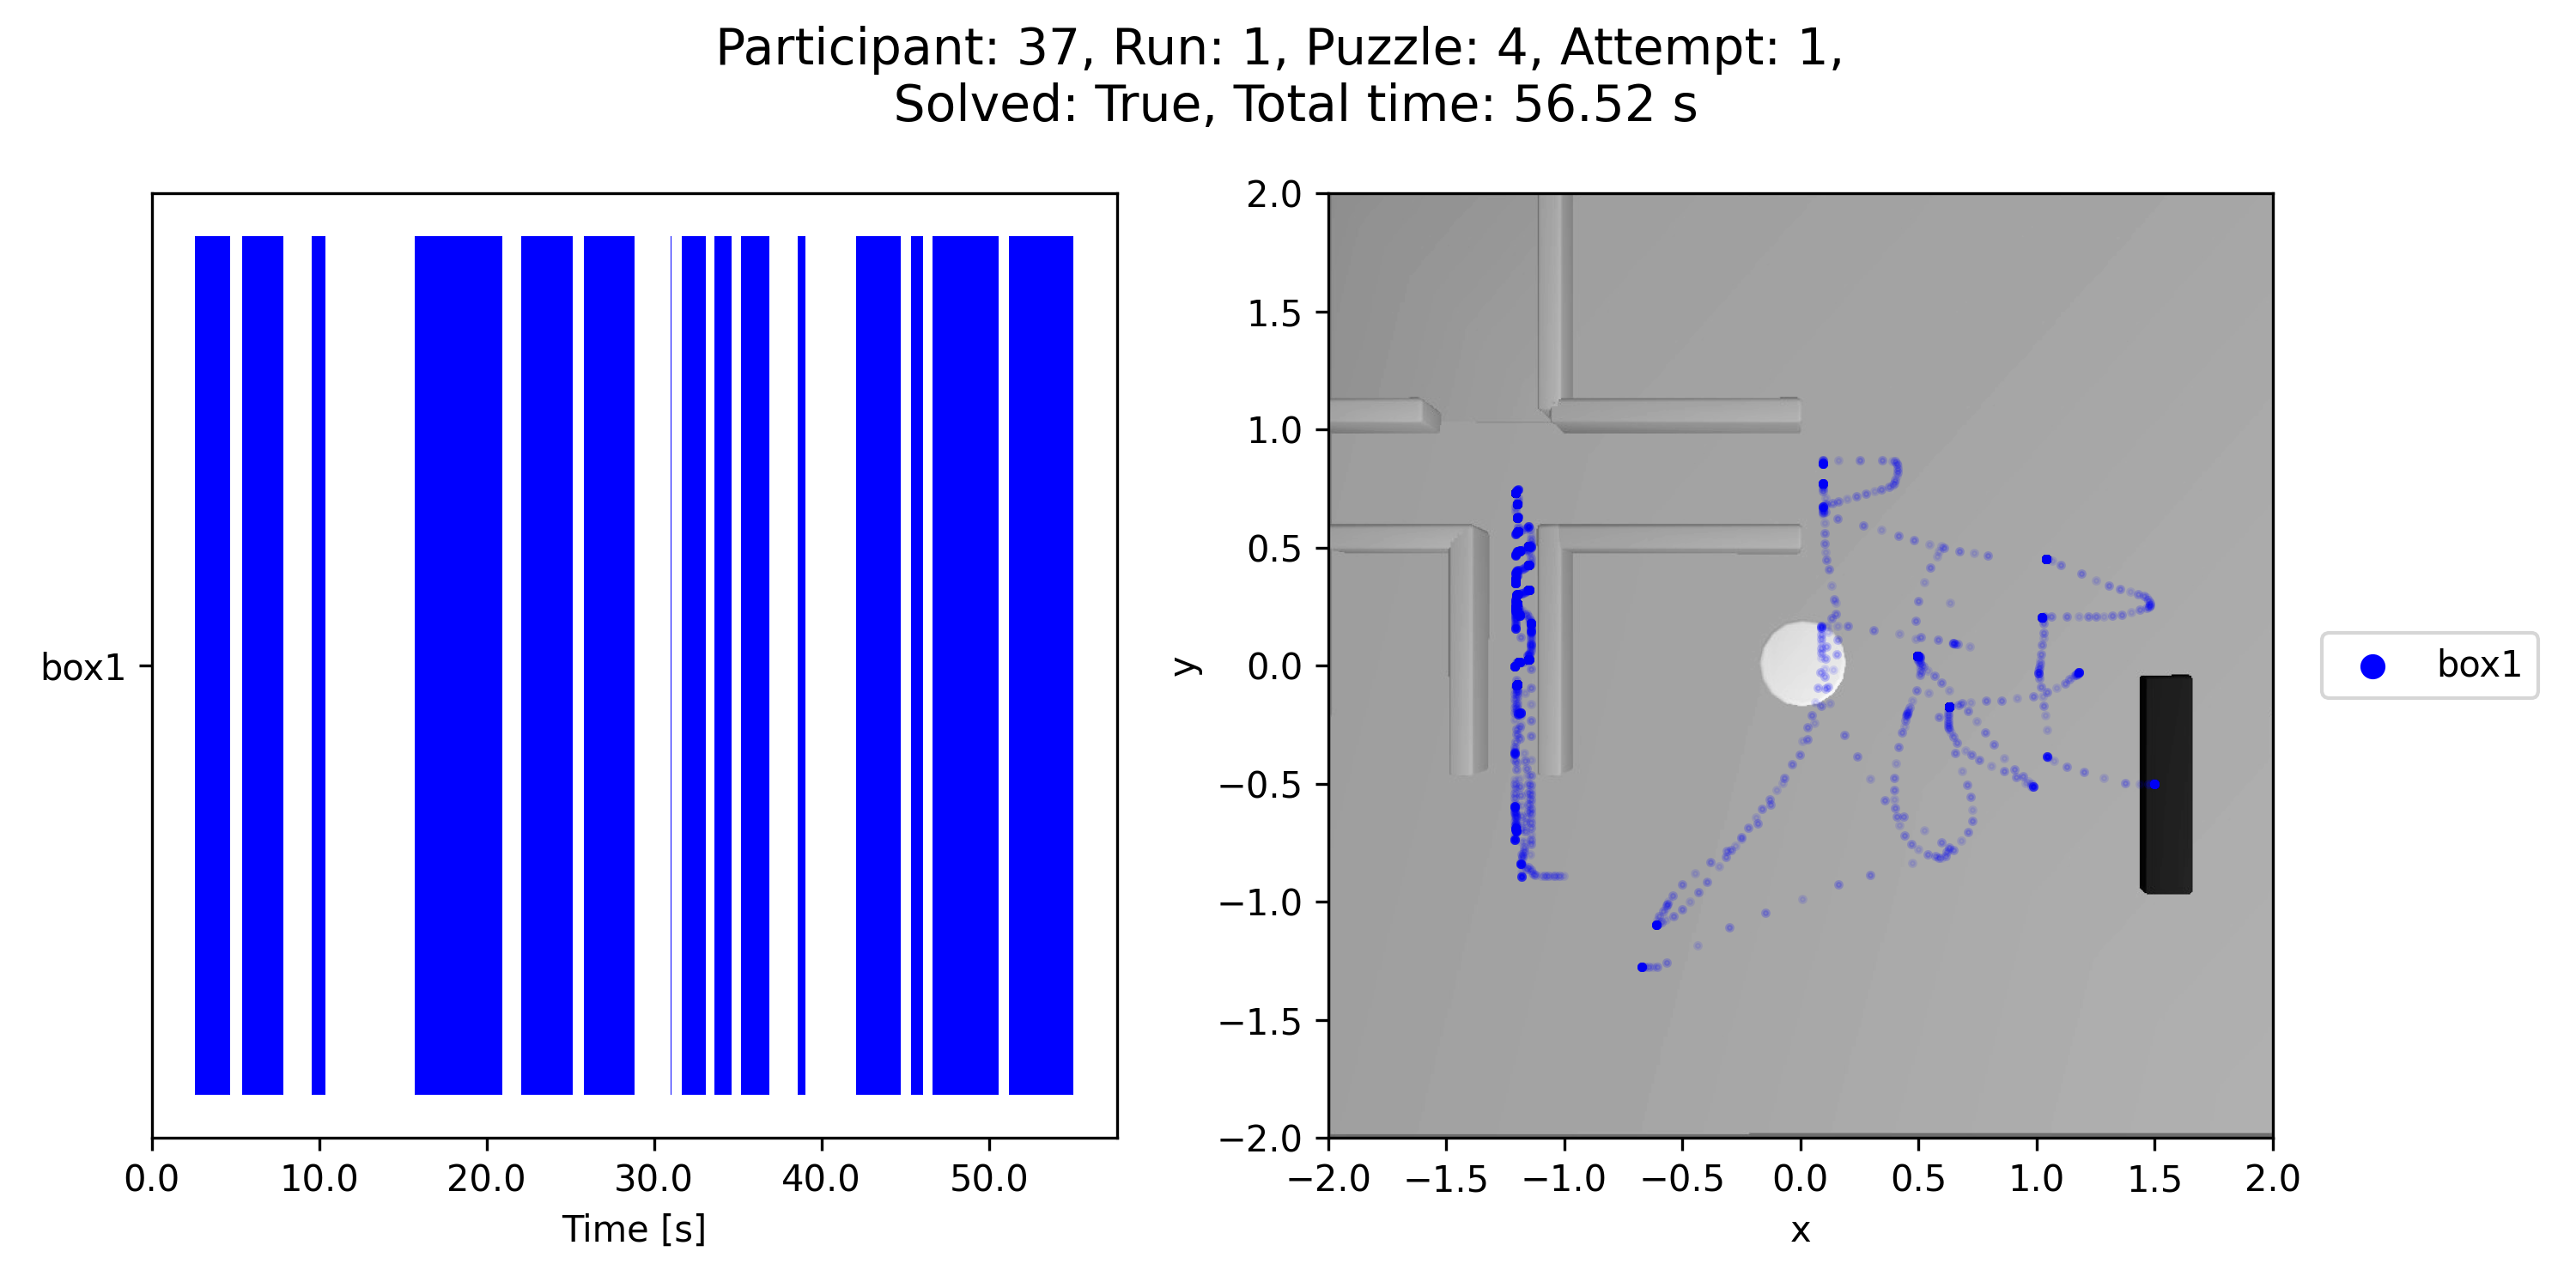 Participant: 37, Run: 1, Puzzle: 4, Attempt: 1,
Solved: True, Total time: 56.52 s
box1
0.0 10.0 20.0 30.0 40.0 50.0
Time [s]
2.0
1.5
1.0
0.5
0.0
−0.5
−1.0
−1.5
−2.0
y
−2.0 −1.5 −1.0 −0.5 0.0 0.5 1.0 1.5 2.0
x
box1